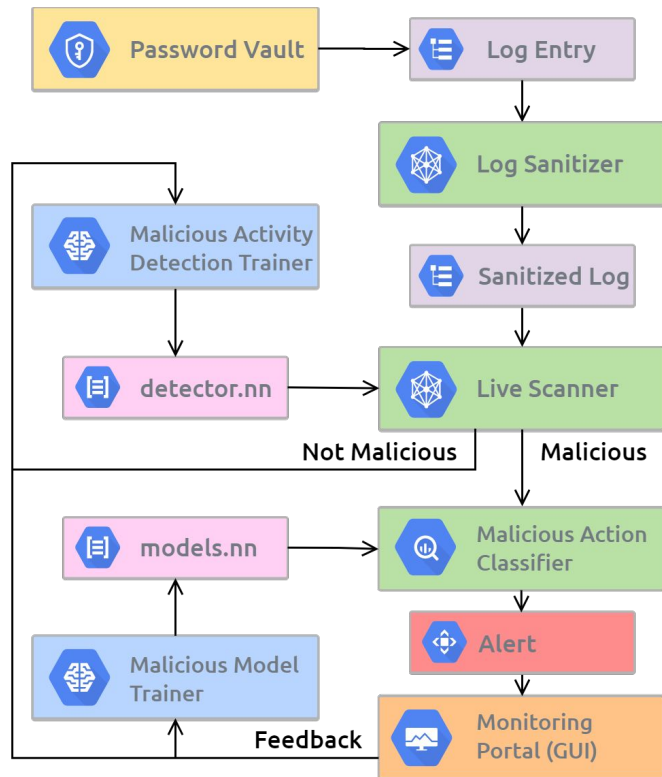 Password Vault
Log Entry
Log Sanitizer
Malicious Activity
Detection Trainer
Sanitized Log
detector.nn
Live Scanner
Not Malicious
Malicious
models.nn
Malicious Action
Classifier
Malicious Model
Trainer
Alert
Feedback
Monitoring
Portal (GUI)